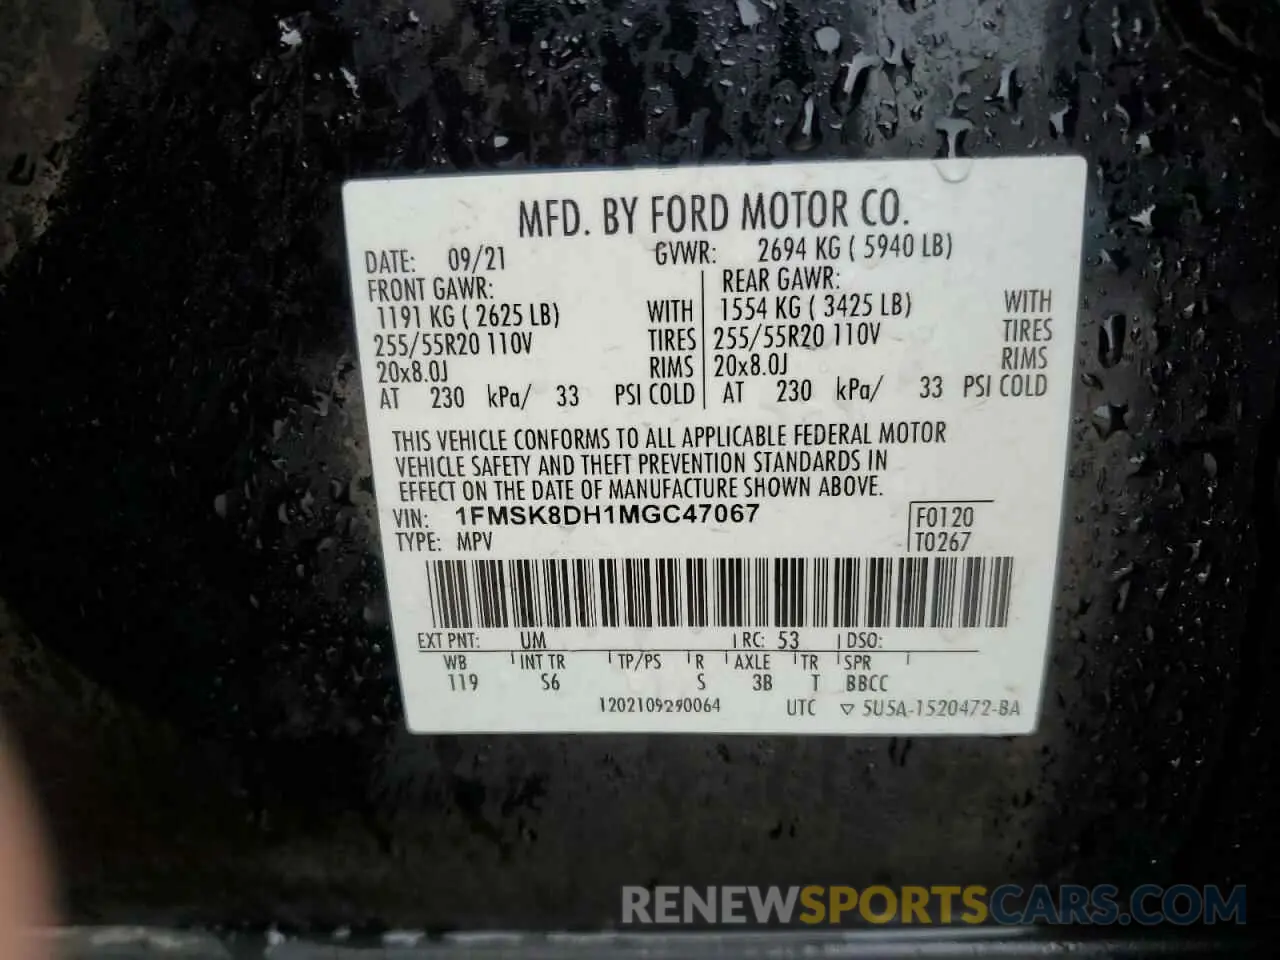 MFD. BY FORD MOTOR CO.
DATE: 09/21 GVWR: 2694 KG ( 5940 LB)
FRONT GAWR: REAR GAWR:
1191 KG ( 2625 LB) WITH 1554 KG ( 3425 LB) WITH
255/55R20 110V TIRES 255/55R20 110V TIRES
20x8.0J RIMS 20x8.0J RIMS
AT 230 kPa/ 33 PSI COLD AT 230 kPa/ 33 PSI COLD
THIS VEHICLE CONFORMS TO ALL APPLICABLE FEDERAL MOTOR
VEHICLE SAFETY AND THEFT PREVENTION STANDARDS IN
EFFECT ON THE DATE OF MANUFACTURE SHOWN ABOVE.
VIN: 1FMSK8DH1MGC47067 F0120
TYPE: MPV T0267
EXT PNT: UM RC: 53 DSO:
WB INT TR TP/PS R AXLE TR SPR
119 S6 S 3B T BBCC
1202109290064 UTC ▽ 5U5A-1520472-BA
RENEWSPORTSCARS.COM